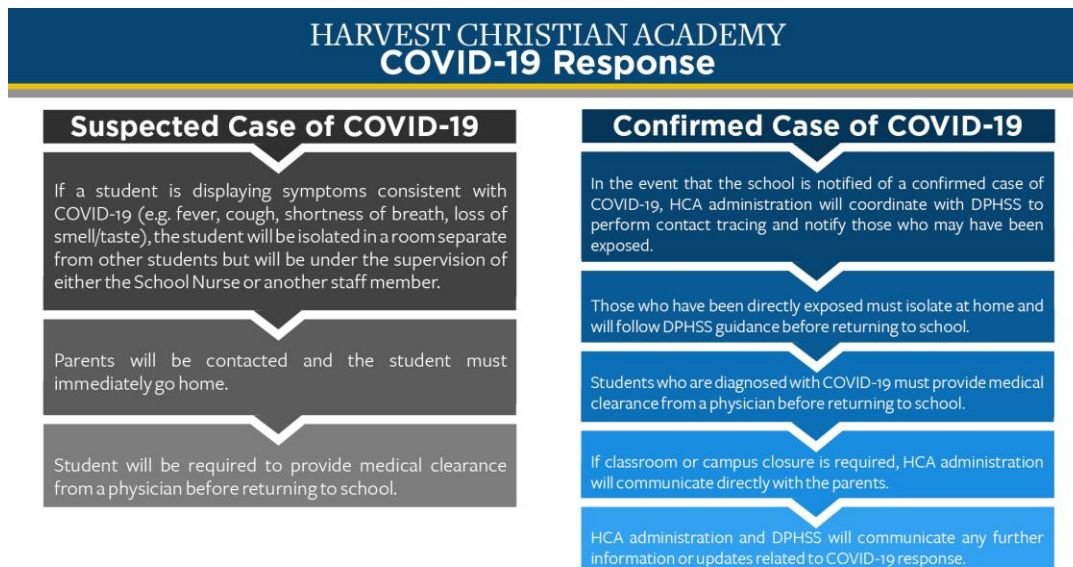 HARVEST CHRISTIAN ACADEMY
COVID-19 Response
Suspected Case of COVID-19
If a student is displaying symptoms consistent with
COVID-19 (e.g. fever, cough, shortness of breath, loss of
smell/taste), the student will be isolated in a room separate
from other students but will be under the supervision of
either the School Nurse or another staff member.
Parents will be contacted and the student must
immediately go home.
Student will be required to provide medical clearance
from a physician before returning to school.
Confirmed Case of COVID-19
In the event that the school is notified of a confirmed case of
COVID-19, HCA administration will coordinate with DPHSS to
perform contact tracing and notify those who may have been
exposed.
Those who have been directly exposed must isolate at home and
will follow DPHSS guidance before returning to school.
Students who are diagnosed with COVID-19 must provide medical
clearance from a physician before returning to school.
If classroom or campus closure is required, HCA administration
will communicate directly with the parents.
HCA administration and DPHSS will communicate any further
information or updates related to COVID-19 response.